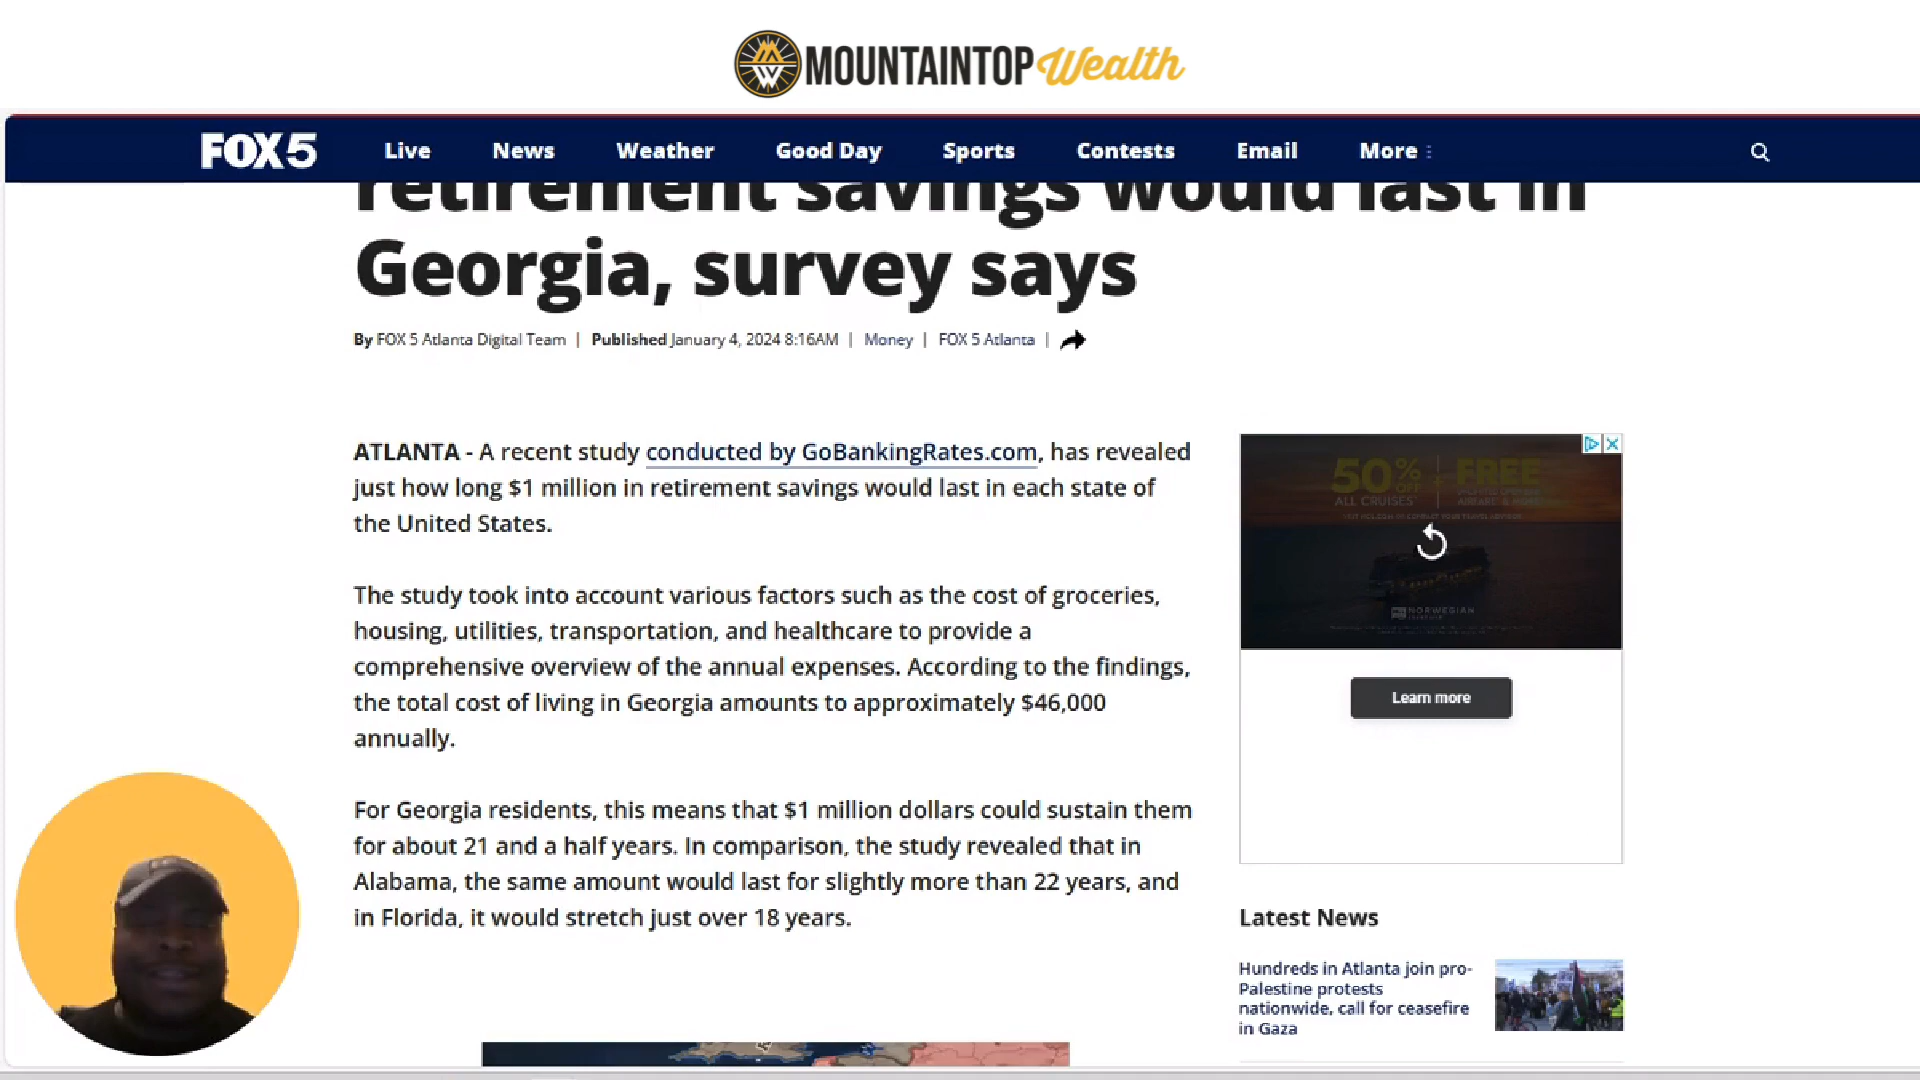 MOUNTAINTOP Wealth
FOX 5 Live News Weather Good Day Sports Contests Email More
retirement savings would last in
Georgia, survey says
By FOX 5 Atlanta Digital Team | Published January 4, 2024 8:16AM | Money | FOX 5 Atlanta |
ATLANTA - A recent study conducted by GoBankingRates.com, has revealed
just how long $1 million in retirement savings would last in each state of
the United States.
The study took into account various factors such as the cost of groceries,
housing, utilities, transportation, and healthcare to provide a
comprehensive overview of the annual expenses. According to the findings,
the total cost of living in Georgia amounts to approximately $46,000
annually.
For Georgia residents, this means that $1 million dollars could sustain them
for about 21 and a half years. In comparison, the study revealed that in
Alabama, the same amount would last for slightly more than 22 years, and
in Florida, it would stretch just over 18 years.
50% OFF FREE
ALL CRUISES
NORWEGIAN
Learn more
Latest News
Hundreds in Atlanta join pro-
Palestine protests
nationwide, call for ceasefire
in Gaza